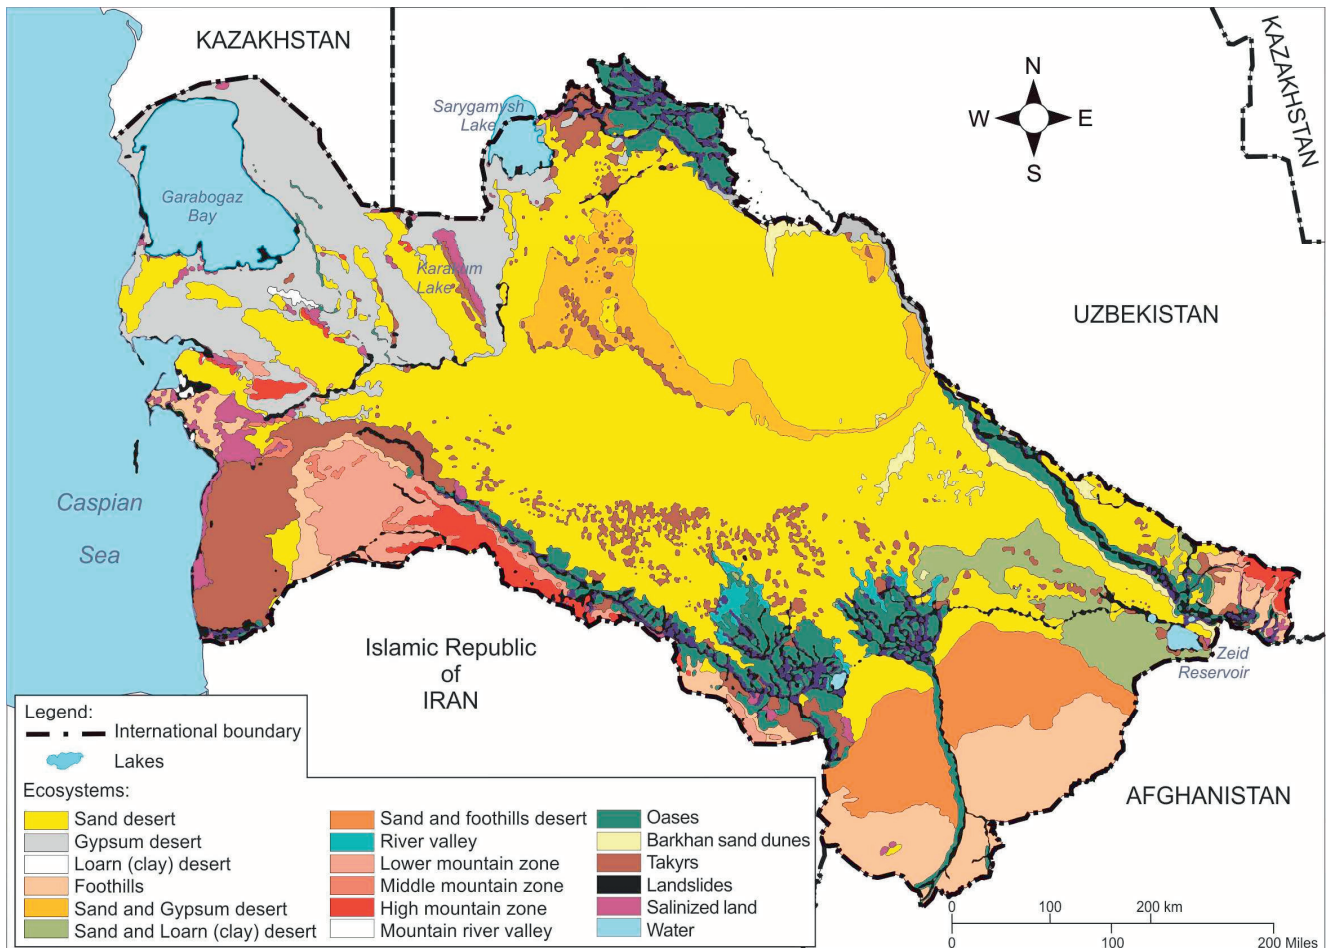 KAZAKHSTAN
KAZAKHSTAN
Sarygamysh
Lake
N
W
E
S
Garabogaz
Bay
Karakum
Lake
UZBEKISTAN
Caspian
Sea
Islamic Republic
of
IRAN
Zeid
Reservoir
AFGHANISTAN
Legend:
International boundary
Lakes
Ecosystems:
Sand desert
Gypsum desert
Loarn (clay) desert
Foothills
Sand and Gypsum desert
Sand and Loarn (clay) desert
Sand and foothills desert
River valley
Lower mountain zone
Middle mountain zone
High mountain zone
Mountain river valley
Oases
Barkhan sand dunes
Takyrs
Landslides
Salinized land
Water
0 100 200 km
0 100 200 Miles